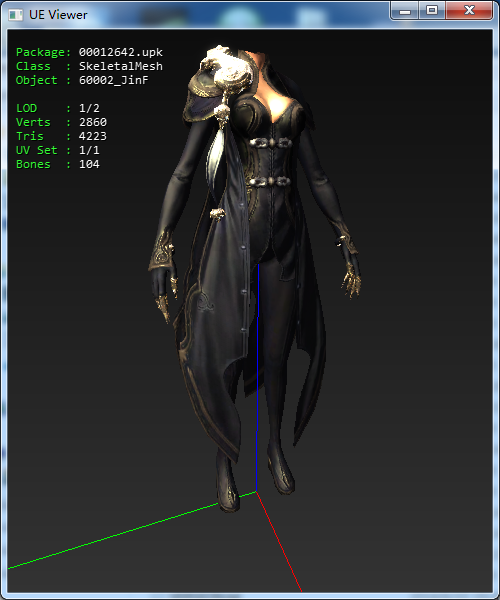 UE Viewer
Package: 00012642.upk
Class : SkeletalMesh
Object : 60002_JinF
LOD : 1/2
Verts : 2860
Tris : 4223
UV Set : 1/1
Bones : 104